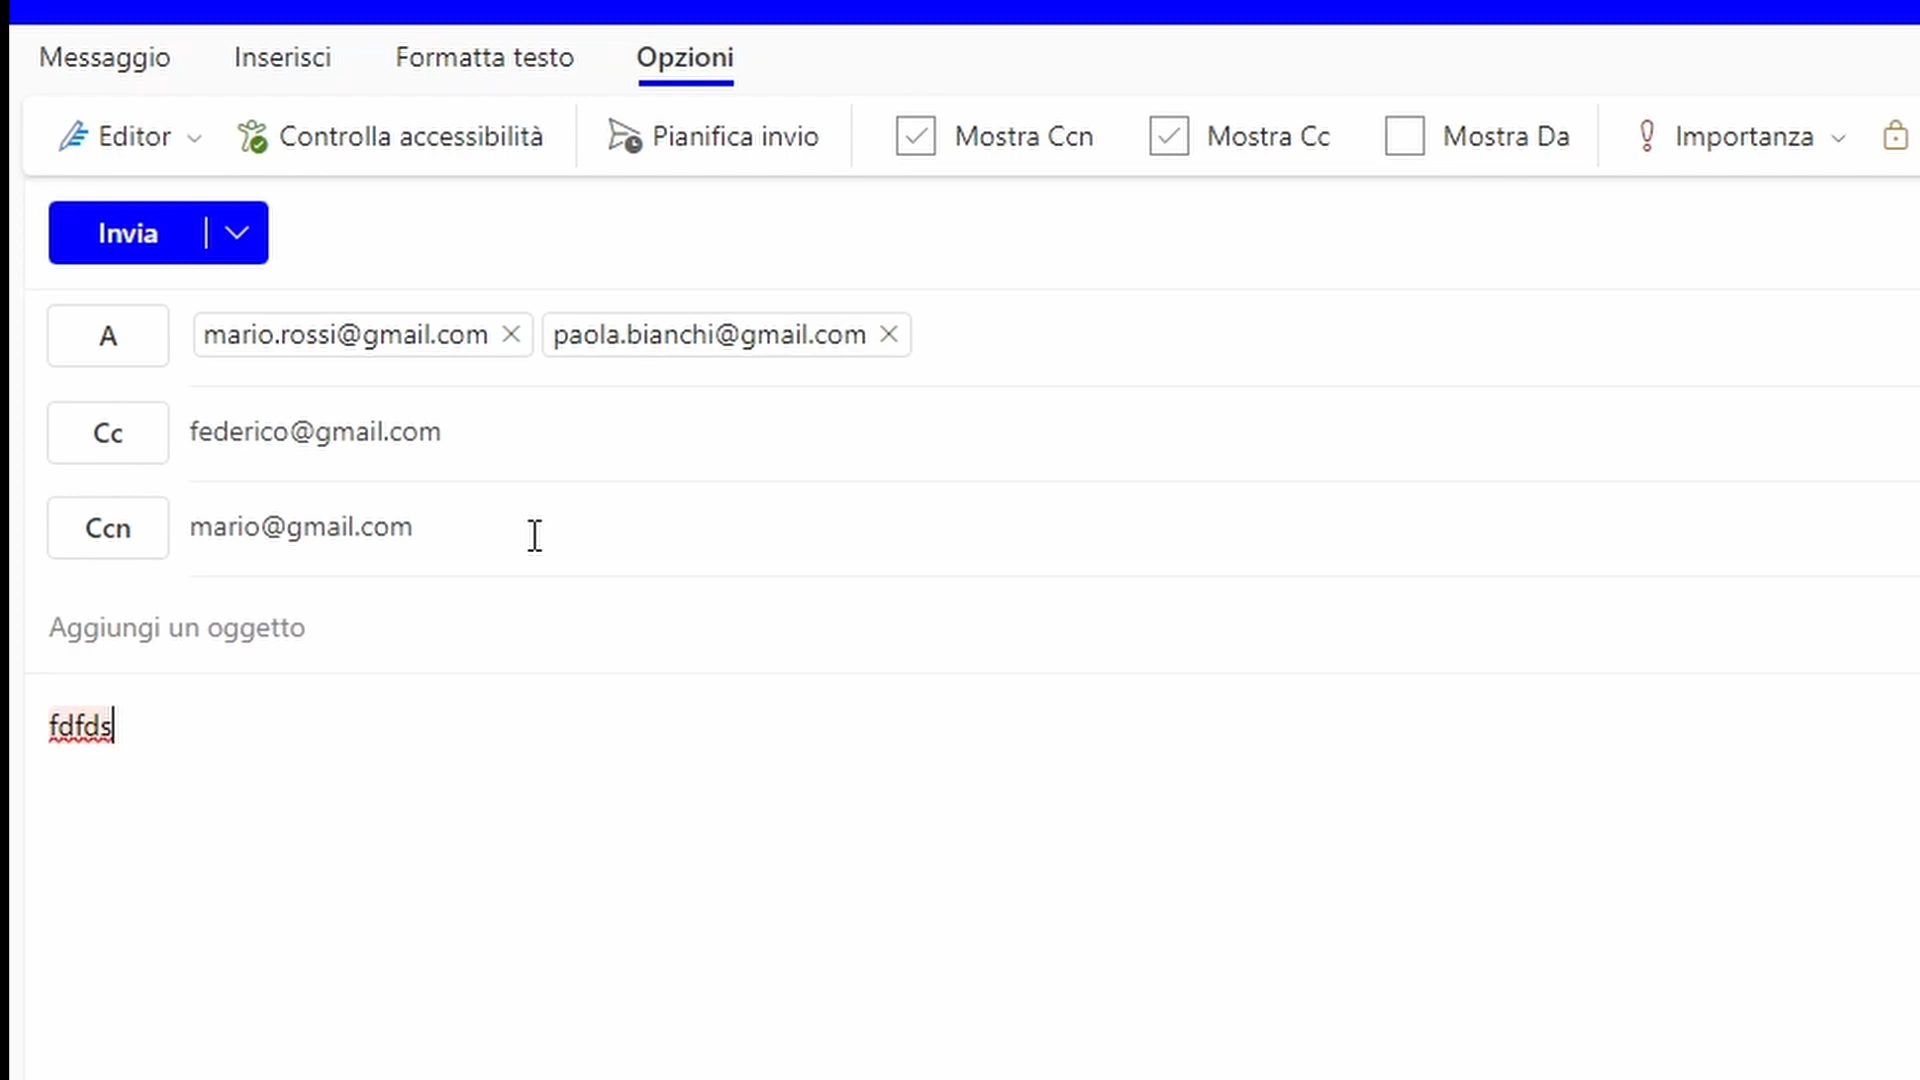 Messaggio Inserisci Formatta testo Opzioni
Editor Controlla accessibilità Pianifica invio Mostra Ccn Mostra Cc Mostra Da Importanza
Invia
A mario.rossi@gmail.com paola.bianchi@gmail.com
Cc federico@gmail.com
Ccn mario@gmail.com
Aggiungi un oggetto
fdfds